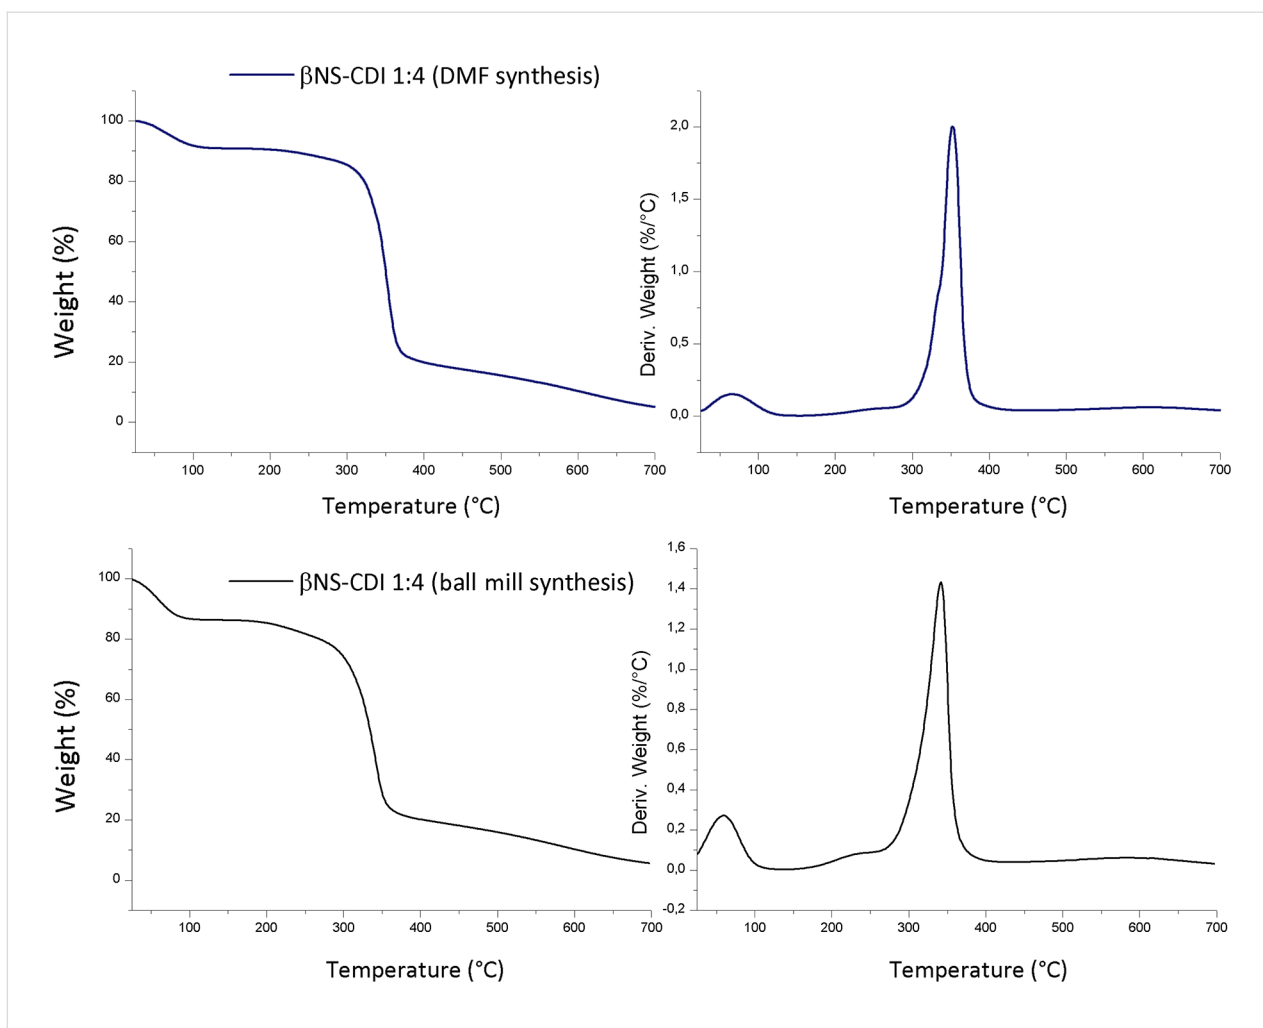 βNS-CDI 1:4 (DMF synthesis)
Weight (%)
100
80
60
40
20
0
100 200 300 400 500 600 700
Temperature (°C)
Deriv. Weight (%/°C)
2,0
1,5
1,0
0,5
0,0
100 200 300 400 500 600 700
Temperature (°C)
βNS-CDI 1:4 (ball mill synthesis)
Weight (%)
100
80
60
40
20
0
100 200 300 400 500 600 700
Temperature (°C)
Deriv. Weight (%/°C)
1,6
1,4
1,2
1,0
0,8
0,6
0,4
0,2
0,0
-0,2
100 200 300 400 500 600 700
Temperature (°C)